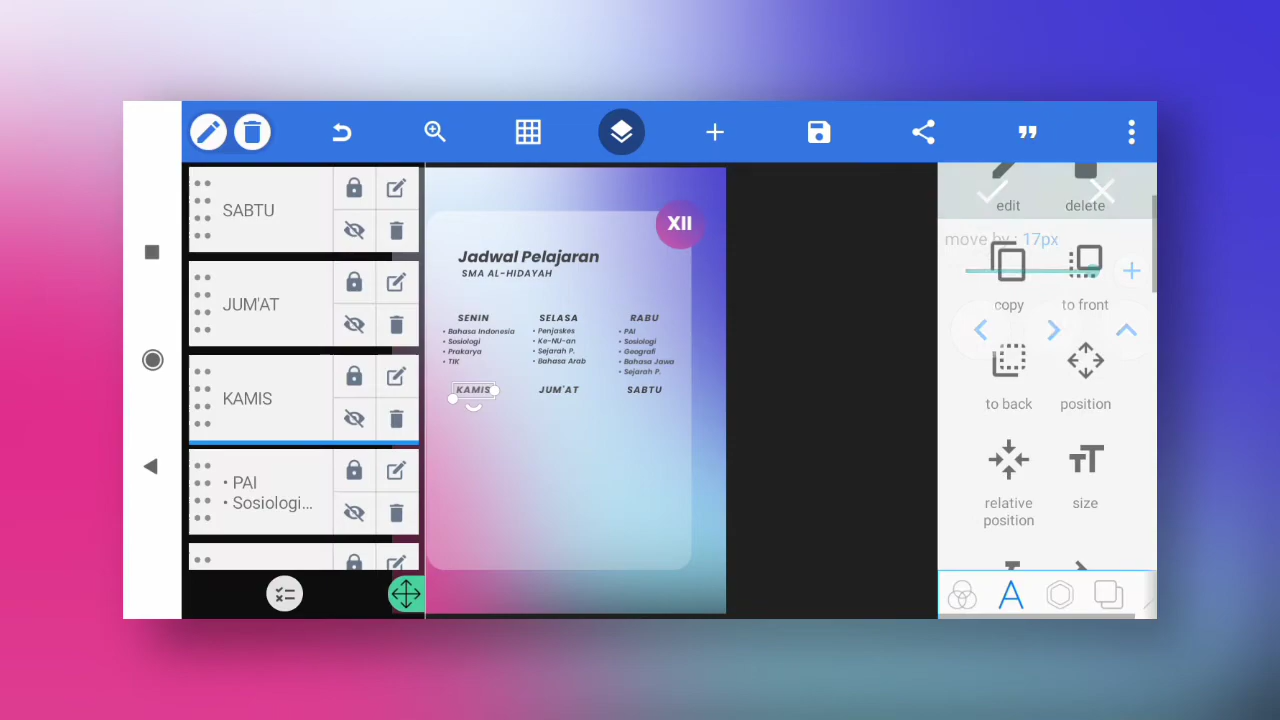 SABTU
JUM'AT
KAMIS
• PAI
• Sosiologi...
XII
Jadwal Pelajaran
SMA AL-HIDAYAH
SENIN
• Bahasa Indonesia
• Sosiologi
• Prakarya
• TIK
SELASA
• Penjaskes
• Ke-NU-an
• Sejarah P.
• Bahasa Arab
RABU
• PAI
• Sosiologi
• Geografi
• Bahasa Jawa
• Sejarah P.
KAMIS
JUM'AT
SABTU
edit
delete
move by : 17px
copy
to front
to back
position
relative
position
size